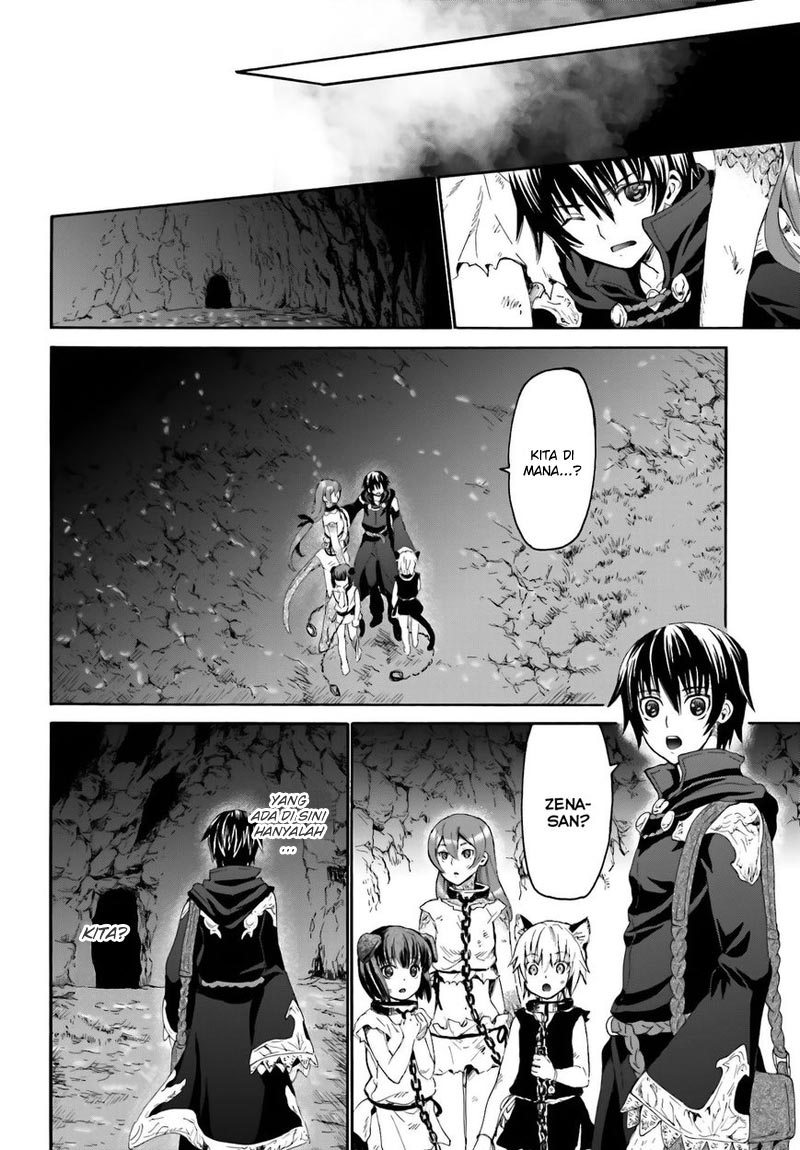 KITA DI
MANA...?
ZENA-
SAN?
YANG
ADA DI SINI
HANYALAH
...
KITA?